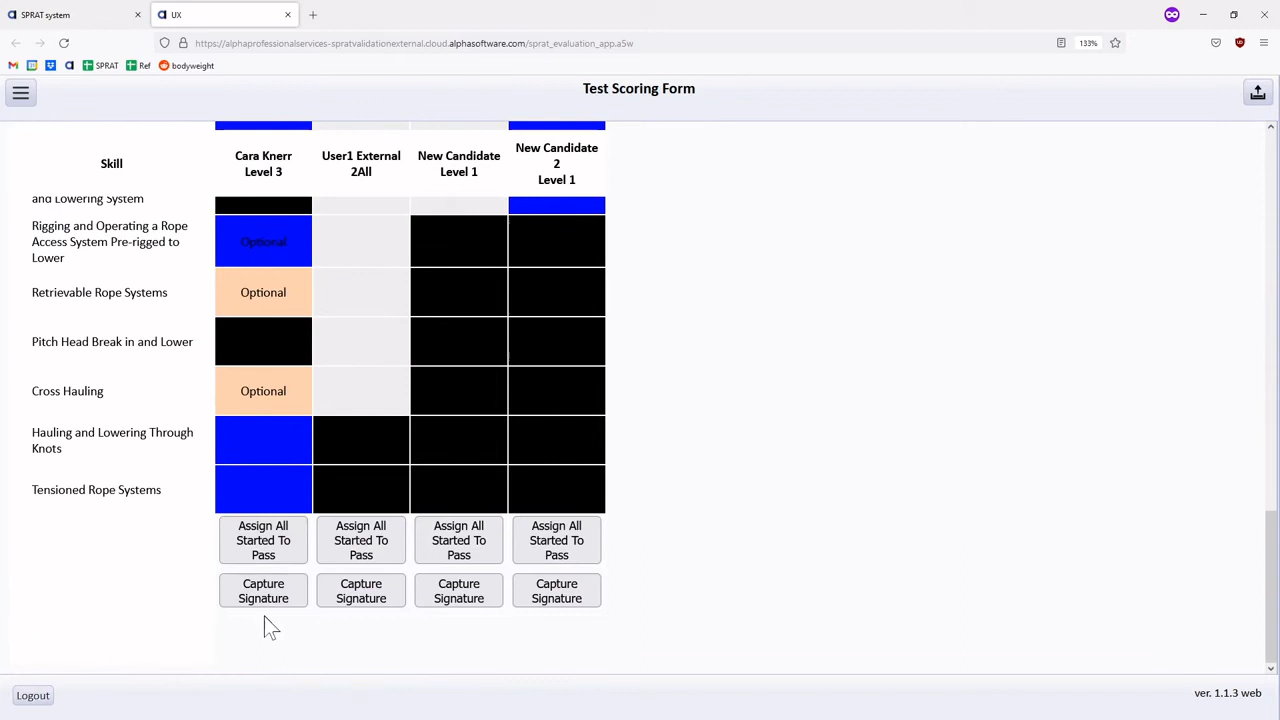 SPRAT system
UX
https://alphaprofessionalservices-spratvalidationexternal.cloud.alphasoftware.com/sprat_evaluation_app.a5w
133%
SPRAT
Ref
bodyweight
Test Scoring Form
Skill
Cara Knerr
Level 3
User1 External
2All
New Candidate
Level 1
New Candidate
2
Level 1
and Lowering System
Rigging and Operating a Rope
Access System Pre-rigged to
Lower
Optional
Retrievable Rope Systems
Optional
Pitch Head Break in and Lower
Cross Hauling
Optional
Hauling and Lowering Through
Knots
Tensioned Rope Systems
Assign All
Started To
Pass
Assign All
Started To
Pass
Assign All
Started To
Pass
Assign All
Started To
Pass
Capture
Signature
Capture
Signature
Capture
Signature
Capture
Signature
Logout
ver. 1.1.3 web